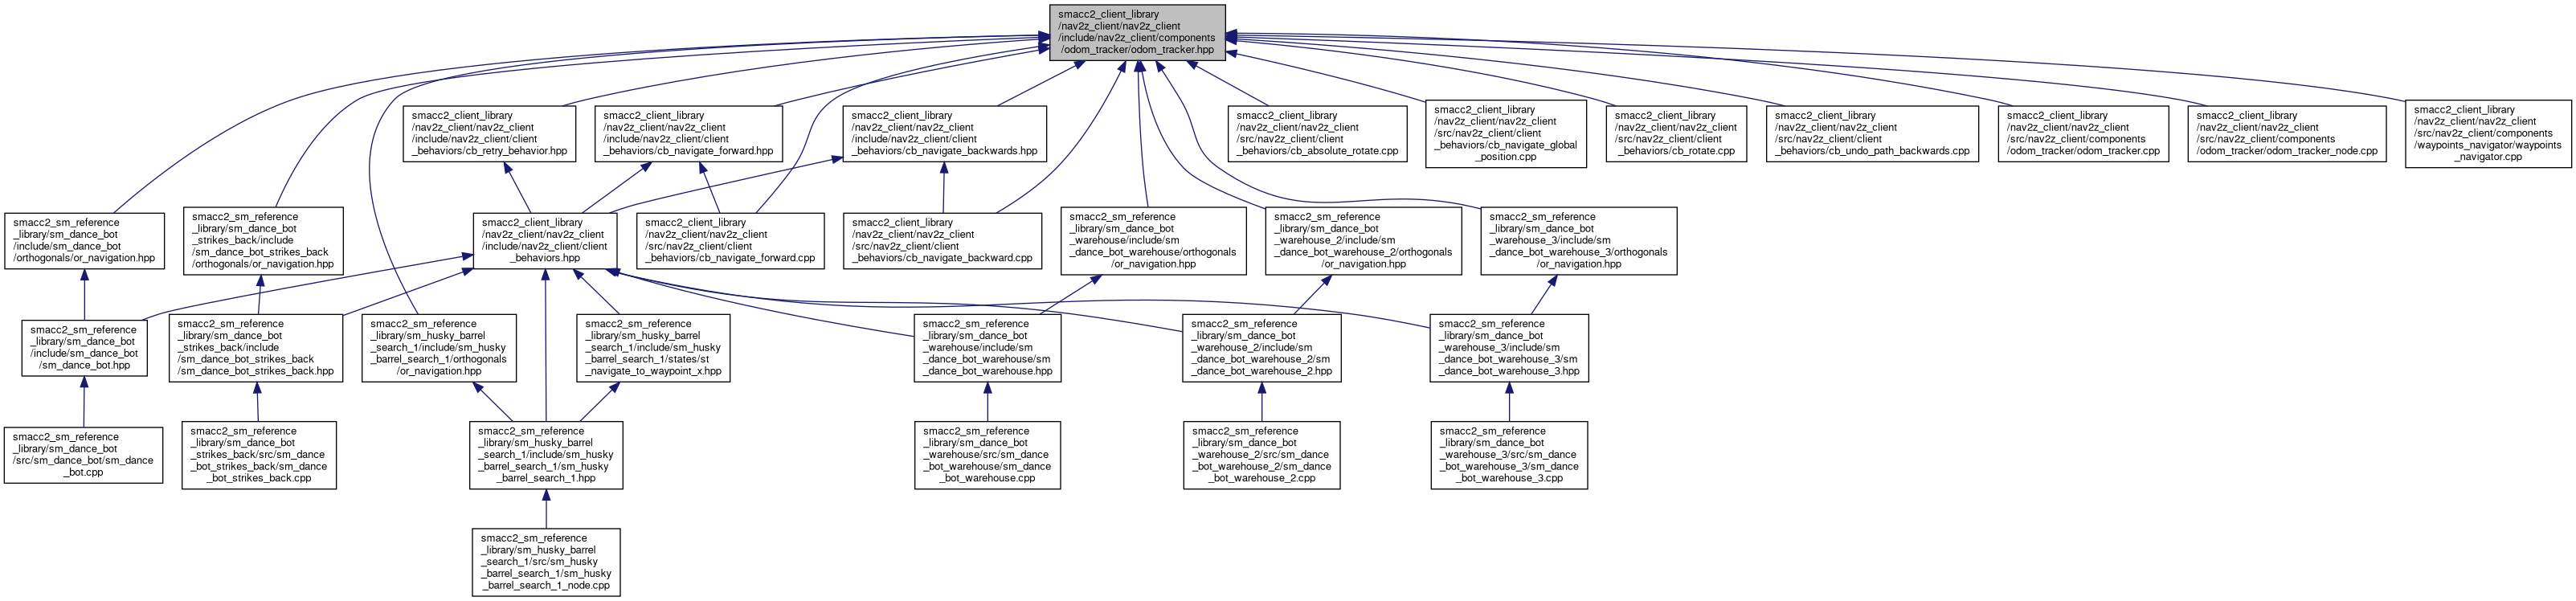 smacc2_client_library
/nav2z_client/nav2z_client
/include/nav2z_client/components
/odom_tracker/odom_tracker.hpp
smacc2_client_library
/nav2z_client/nav2z_client
/include/nav2z_client/client
_behaviors/cb_retry_behavior.hpp
smacc2_client_library
/nav2z_client/nav2z_client
/include/nav2z_client/client
_behaviors/cb_navigate_forward.hpp
smacc2_client_library
/nav2z_client/nav2z_client
/include/nav2z_client/client
_behaviors/cb_navigate_backwards.hpp
smacc2_client_library
/nav2z_client/nav2z_client
/src/nav2z_client/client
_behaviors/cb_absolute_rotate.cpp
smacc2_client_library
/nav2z_client/nav2z_client
/src/nav2z_client/client
_behaviors/cb_navigate_global
_position.cpp
smacc2_client_library
/nav2z_client/nav2z_client
/src/nav2z_client/client
_behaviors/cb_rotate.cpp
smacc2_client_library
/nav2z_client/nav2z_client
/src/nav2z_client/client
_behaviors/cb_undo_path_backwards.cpp
smacc2_client_library
/nav2z_client/nav2z_client
/src/nav2z_client/components
/odom_tracker/odom_tracker.cpp
smacc2_client_library
/nav2z_client/nav2z_client
/src/nav2z_client/components
/odom_tracker/odom_tracker_node.cpp
smacc2_client_library
/nav2z_client/nav2z_client
/src/nav2z_client/components
/waypoints_navigator/waypoints
_navigator.cpp
smacc2_sm_reference
_library/sm_dance_bot
/include/sm_dance_bot
/orthogonals/or_navigation.hpp
smacc2_sm_reference
_library/sm_dance_bot
_strikes_back/include
/sm_dance_bot_strikes_back
/orthogonals/or_navigation.hpp
smacc2_client_library
/nav2z_client/nav2z_client
/include/nav2z_client/client
_behaviors.hpp
smacc2_client_library
/nav2z_client/nav2z_client
/src/nav2z_client/client
_behaviors/cb_navigate_forward.cpp
smacc2_client_library
/nav2z_client/nav2z_client
/src/nav2z_client/client
_behaviors/cb_navigate_backward.cpp
smacc2_sm_reference
_library/sm_dance_bot
_warehouse/include/sm
_dance_bot_warehouse/orthogonals
/or_navigation.hpp
smacc2_sm_reference
_library/sm_dance_bot
_warehouse_2/include/sm
_dance_bot_warehouse_2/orthogonals
/or_navigation.hpp
smacc2_sm_reference
_library/sm_dance_bot
_warehouse_3/include/sm
_dance_bot_warehouse_3/orthogonals
/or_navigation.hpp
smacc2_sm_reference
_library/sm_dance_bot
/include/sm_dance_bot
/sm_dance_bot.hpp
smacc2_sm_reference
_library/sm_dance_bot
_strikes_back/include
/sm_dance_bot_strikes_back
/sm_dance_bot_strikes_back.hpp
smacc2_sm_reference
_library/sm_husky_barrel
_search_1/include/sm_husky
_barrel_search_1/orthogonals
/or_navigation.hpp
smacc2_sm_reference
_library/sm_husky_barrel
_search_1/include/sm_husky
_barrel_search_1/states/st
_navigate_to_waypoint_x.hpp
smacc2_sm_reference
_library/sm_dance_bot
_warehouse/include/sm
_dance_bot_warehouse/sm
_dance_bot_warehouse.hpp
smacc2_sm_reference
_library/sm_dance_bot
_warehouse_2/include/sm
_dance_bot_warehouse_2/sm
_dance_bot_warehouse_2.hpp
smacc2_sm_reference
_library/sm_dance_bot
_warehouse_3/include/sm
_dance_bot_warehouse_3/sm
_dance_bot_warehouse_3.hpp
smacc2_sm_reference
_library/sm_dance_bot
/src/sm_dance_bot/sm_dance
_bot.cpp
smacc2_sm_reference
_library/sm_dance_bot
_strikes_back/src/sm_dance
_bot_strikes_back/sm_dance
_bot_strikes_back.cpp
smacc2_sm_reference
_library/sm_husky_barrel
_search_1/include/sm_husky
_barrel_search_1/sm_husky
_barrel_search_1.hpp
smacc2_sm_reference
_library/sm_dance_bot
_warehouse/src/sm_dance
_bot_warehouse/sm_dance
_bot_warehouse.cpp
smacc2_sm_reference
_library/sm_dance_bot
_warehouse_2/src/sm_dance
_bot_warehouse_2/sm_dance
_bot_warehouse_2.cpp
smacc2_sm_reference
_library/sm_dance_bot
_warehouse_3/src/sm_dance
_bot_warehouse_3/sm_dance
_bot_warehouse_3.cpp
smacc2_sm_reference
_library/sm_husky_barrel
_search_1/src/sm_husky
_barrel_search_1/sm_husky
_barrel_search_1_node.cpp